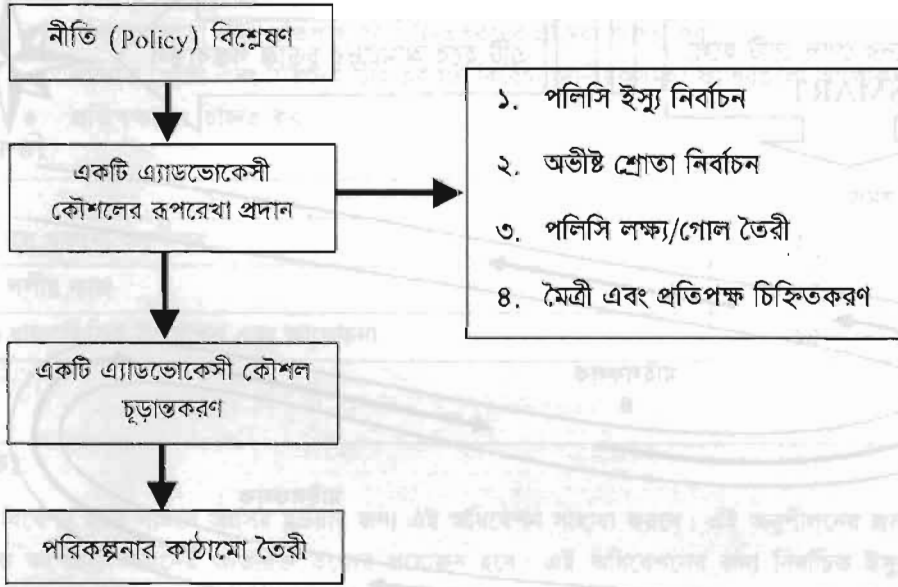 নীতি (Policy) বিশ্লেষণ
একটি এ্যাডভোকেসী
কৌশলের রূপরেখা প্রদান
১. পলিসি ইস্যু নির্বাচন
২. অভীষ্ট শ্রোতা নির্বাচন
৩. পলিসি লক্ষ্য/গোল তৈরী
৪. মৈত্রী এবং প্রতিপক্ষ চিহ্নিতকরণ
একটি এ্যাডভোকেসী কৌশল
চূড়ান্তকরণ
পরিকল্পনার কাঠামো তৈরী